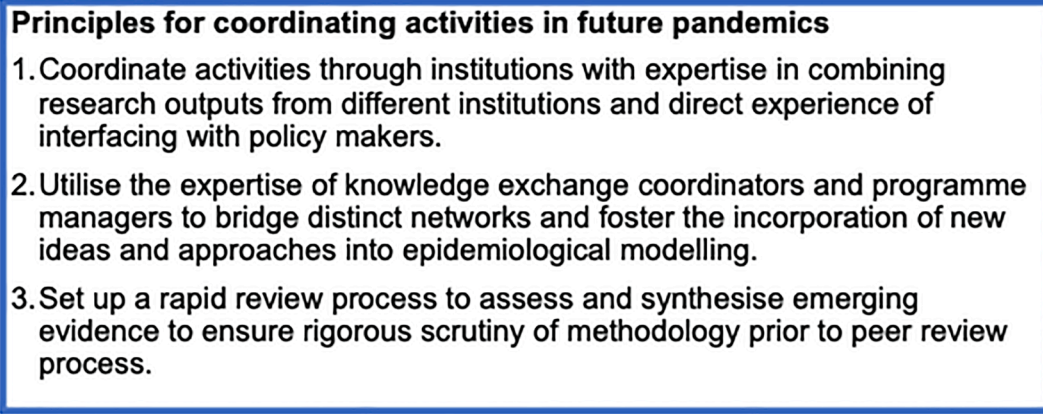 Principles for coordinating activities in future pandemics
1. Coordinate activities through institutions with expertise in combining
research outputs from different institutions and direct experience of
interfacing with policy makers.
2. Utilise the expertise of knowledge exchange coordinators and programme
managers to bridge distinct networks and foster the incorporation of new
ideas and approaches into epidemiological modelling.
3. Set up a rapid review process to assess and synthesise emerging
evidence to ensure rigorous scrutiny of methodology prior to peer review
process.